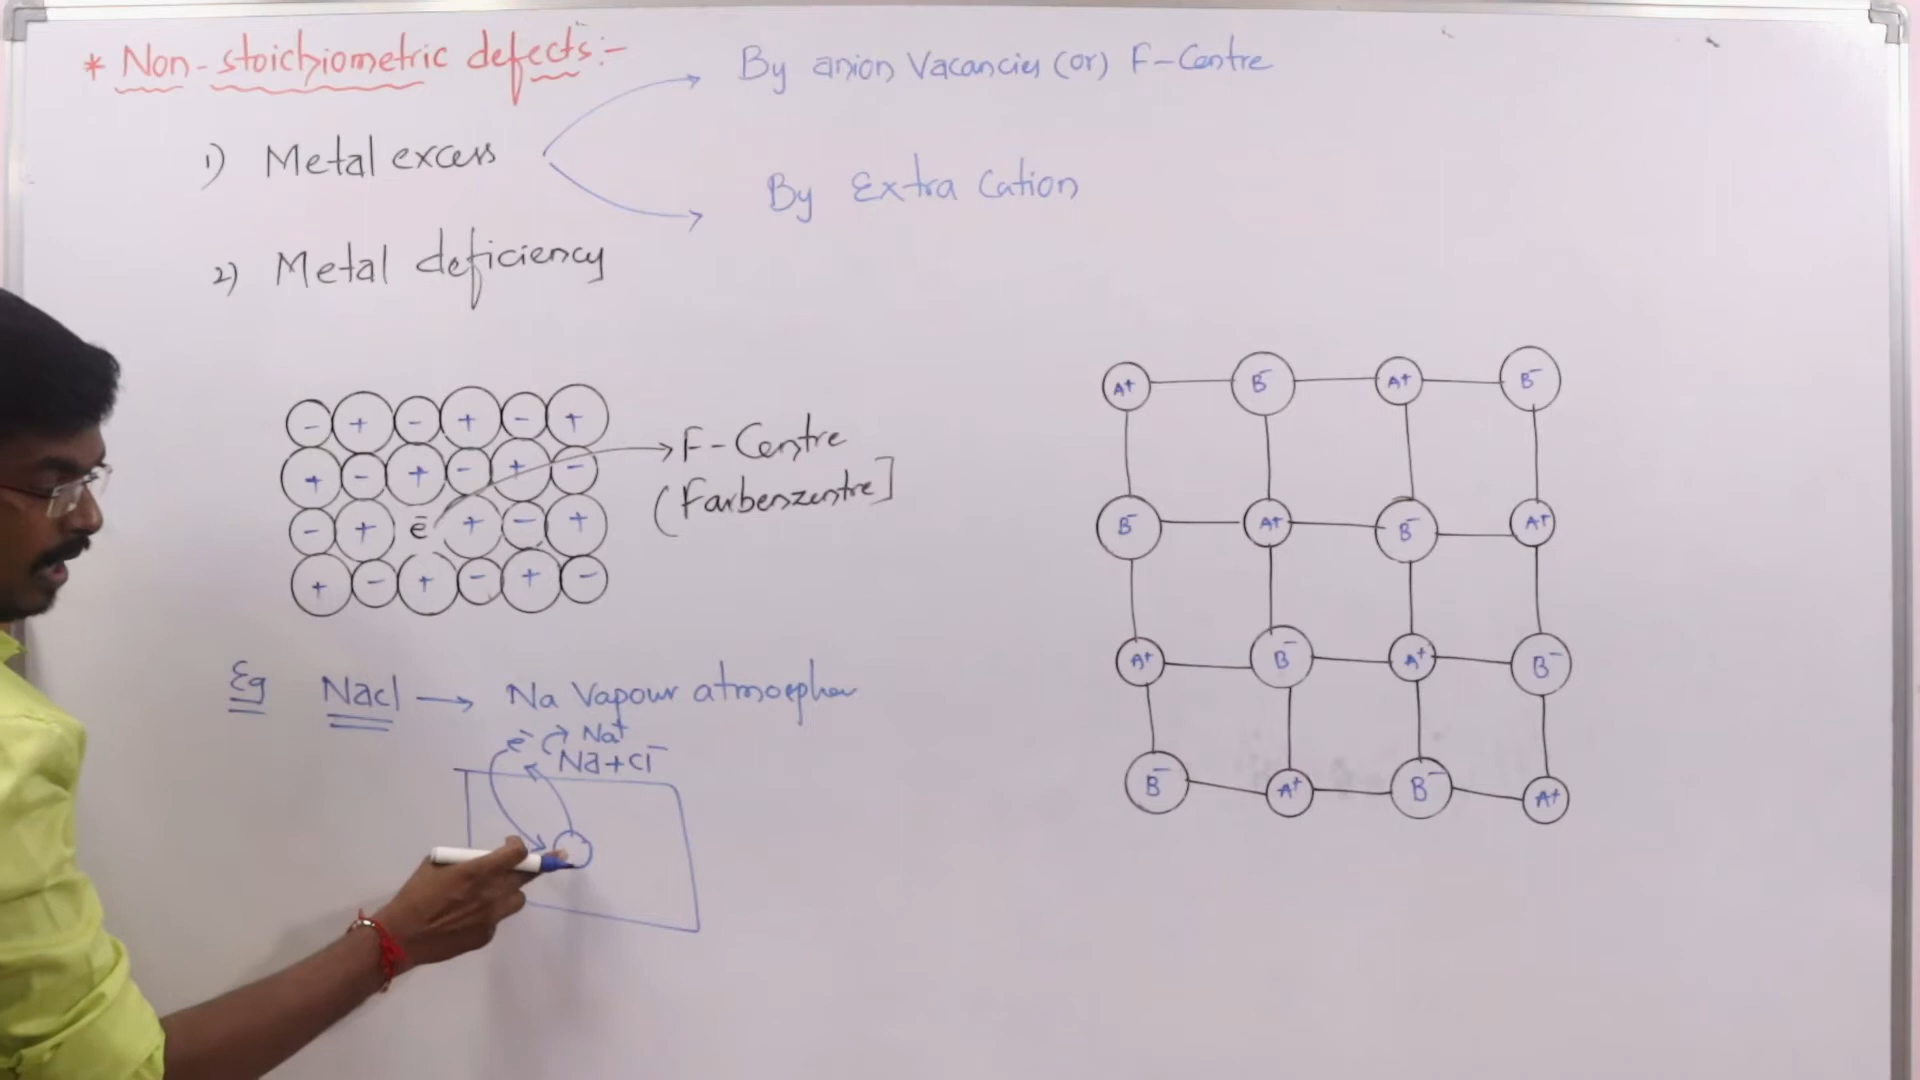 * Non-stoichiometric defects:-
By anion Vacancies (or) F-Centre
1) Metal excess
By Extra Cation
2) Metal deficiency
- + - + - +
+ - + - + -
- + e⁻ + - +
+ - + - + -
F-Centre
(Farbenzentre]
Eg Nacl → Na Vapour atmosphere
e⁻ Na⁺
Na+Cl⁻
A⁺ B⁻ A⁺ B⁻
B⁻ A⁺ B⁻ A⁺
A⁺ B⁻ A⁺ B⁻
B⁻ A⁺ B⁻ A⁺